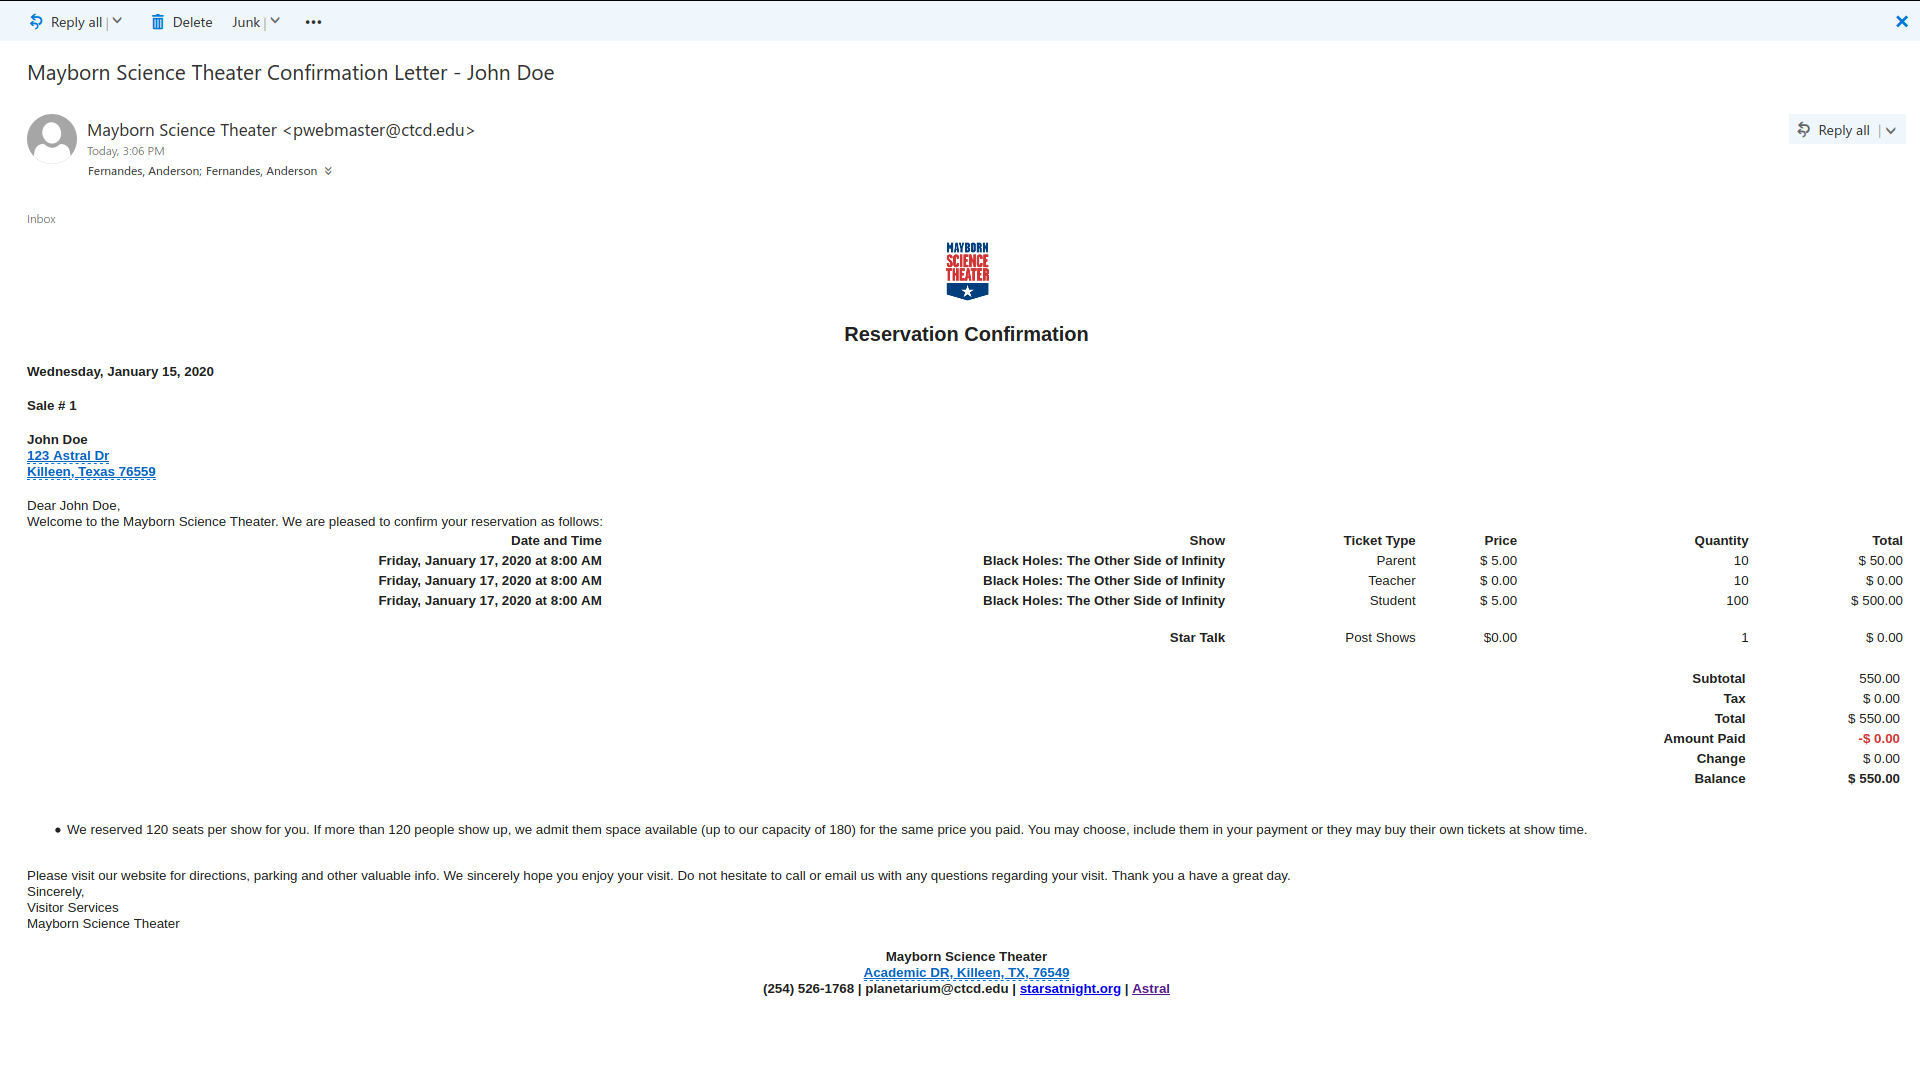 Reply all | Delete Junk | •••
Mayborn Science Theater Confirmation Letter - John Doe
Mayborn Science Theater <pwebmaster@ctcd.edu>
Reply all |
Today, 3:06 PM
Fernandes, Anderson; Fernandes, Anderson
Inbox
MAYBORN
SCIENCE
THEATER
Reservation Confirmation
Wednesday, January 15, 2020
Sale # 1
John Doe
123 Astral Dr
Killeen, Texas 76559
Dear John Doe,
Welcome to the Mayborn Science Theater. We are pleased to confirm your reservation as follows:
Date and Time Show Ticket Type Price Quantity Total
Friday, January 17, 2020 at 8:00 AM Black Holes: The Other Side of Infinity Parent $ 5.00 10 $ 50.00
Friday, January 17, 2020 at 8:00 AM Black Holes: The Other Side of Infinity Teacher $ 0.00 10 $ 0.00
Friday, January 17, 2020 at 8:00 AM Black Holes: The Other Side of Infinity Student $ 5.00 100 $ 500.00
Star Talk Post Shows $0.00 1 $ 0.00
Subtotal 550.00
Tax $ 0.00
Total $ 550.00
Amount Paid -$ 0.00
Change $ 0.00
Balance $ 550.00
• We reserved 120 seats per show for you. If more than 120 people show up, we admit them space available (up to our capacity of 180) for the same price you paid. You may choose, include them in your payment or they may buy their own tickets at show time.
Please visit our website for directions, parking and other valuable info. We sincerely hope you enjoy your visit. Do not hesitate to call or email us with any questions regarding your visit. Thank you a have a great day.
Sincerely,
Visitor Services
Mayborn Science Theater
Mayborn Science Theater
Academic DR, Killeen, TX, 76549
(254) 526-1768 | planetarium@ctcd.edu | starsatnight.org | Astral